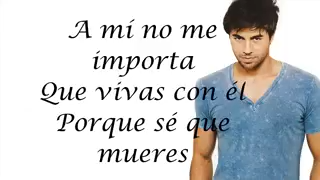 A mí no me
importa
Que vivas con él
Porque sé que
mueres